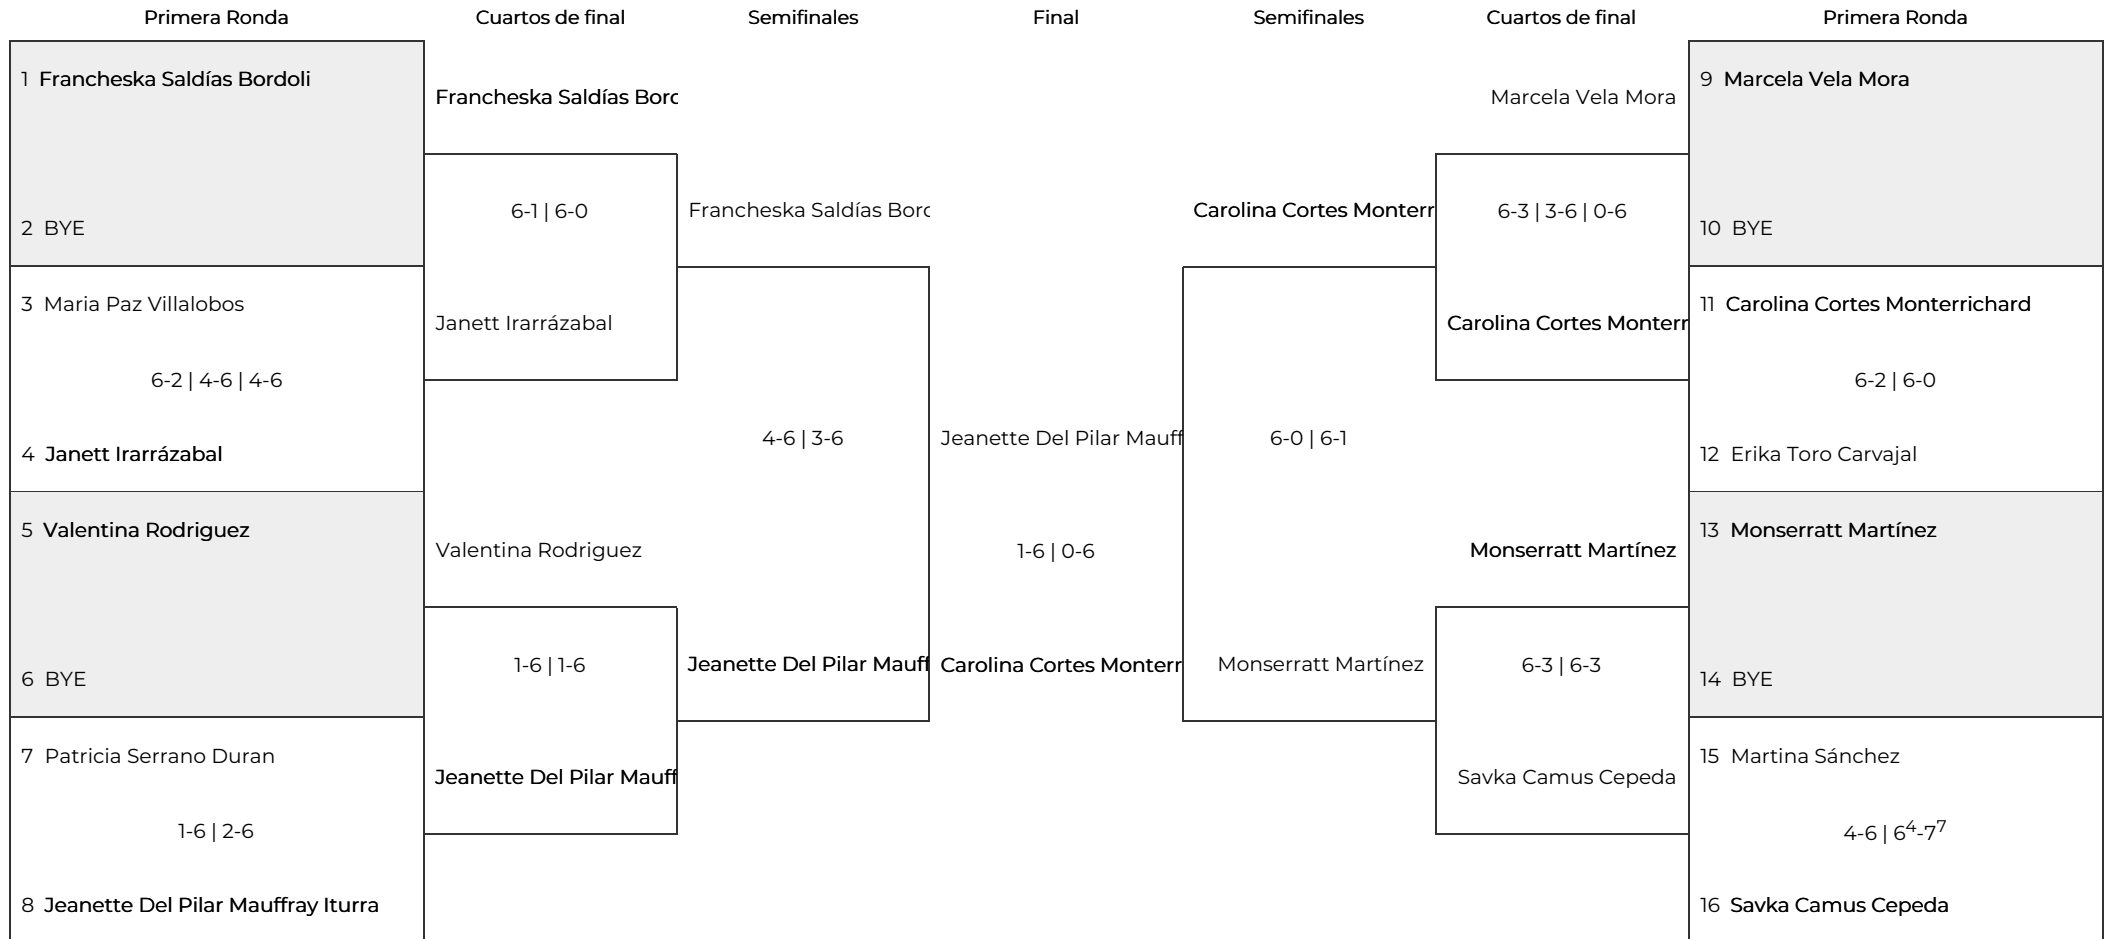 Primera Ronda Cuartos de final Semifinales Final Semifinales Cuartos de final Primera Ronda
1 Francheska Saldías Bordoli
2 BYE
3 Maria Paz Villalobos
6-2 | 4-6 | 4-6
4 Janett Irarrázabal
5 Valentina Rodriguez
6 BYE
7 Patricia Serrano Duran
1-6 | 2-6
8 Jeanette Del Pilar Mauffray Iturra
Francheska Saldías Bord
6-1 | 6-0
Janett Irarrázabal
Valentina Rodriguez
1-6 | 1-6
Jeanette Del Pilar Mauff
Francheska Saldías Bord
4-6 | 3-6
Jeanette Del Pilar Mauff
Jeanette Del Pilar Mauff
1-6 | 0-6
Carolina Cortes Monterr
Carolina Cortes Monterr
6-0 | 6-1
Monserratt Martínez
Marcela Vela Mora
6-3 | 3-6 | 0-6
Carolina Cortes Monterr
Monserratt Martínez
6-3 | 6-3
Savka Camus Cepeda
9 Marcela Vela Mora
10 BYE
11 Carolina Cortes Monterrichard
6-2 | 6-0
12 Erika Toro Carvajal
13 Monserratt Martínez
14 BYE
15 Martina Sánchez
4-6 | 6⁴-7⁷
16 Savka Camus Cepeda